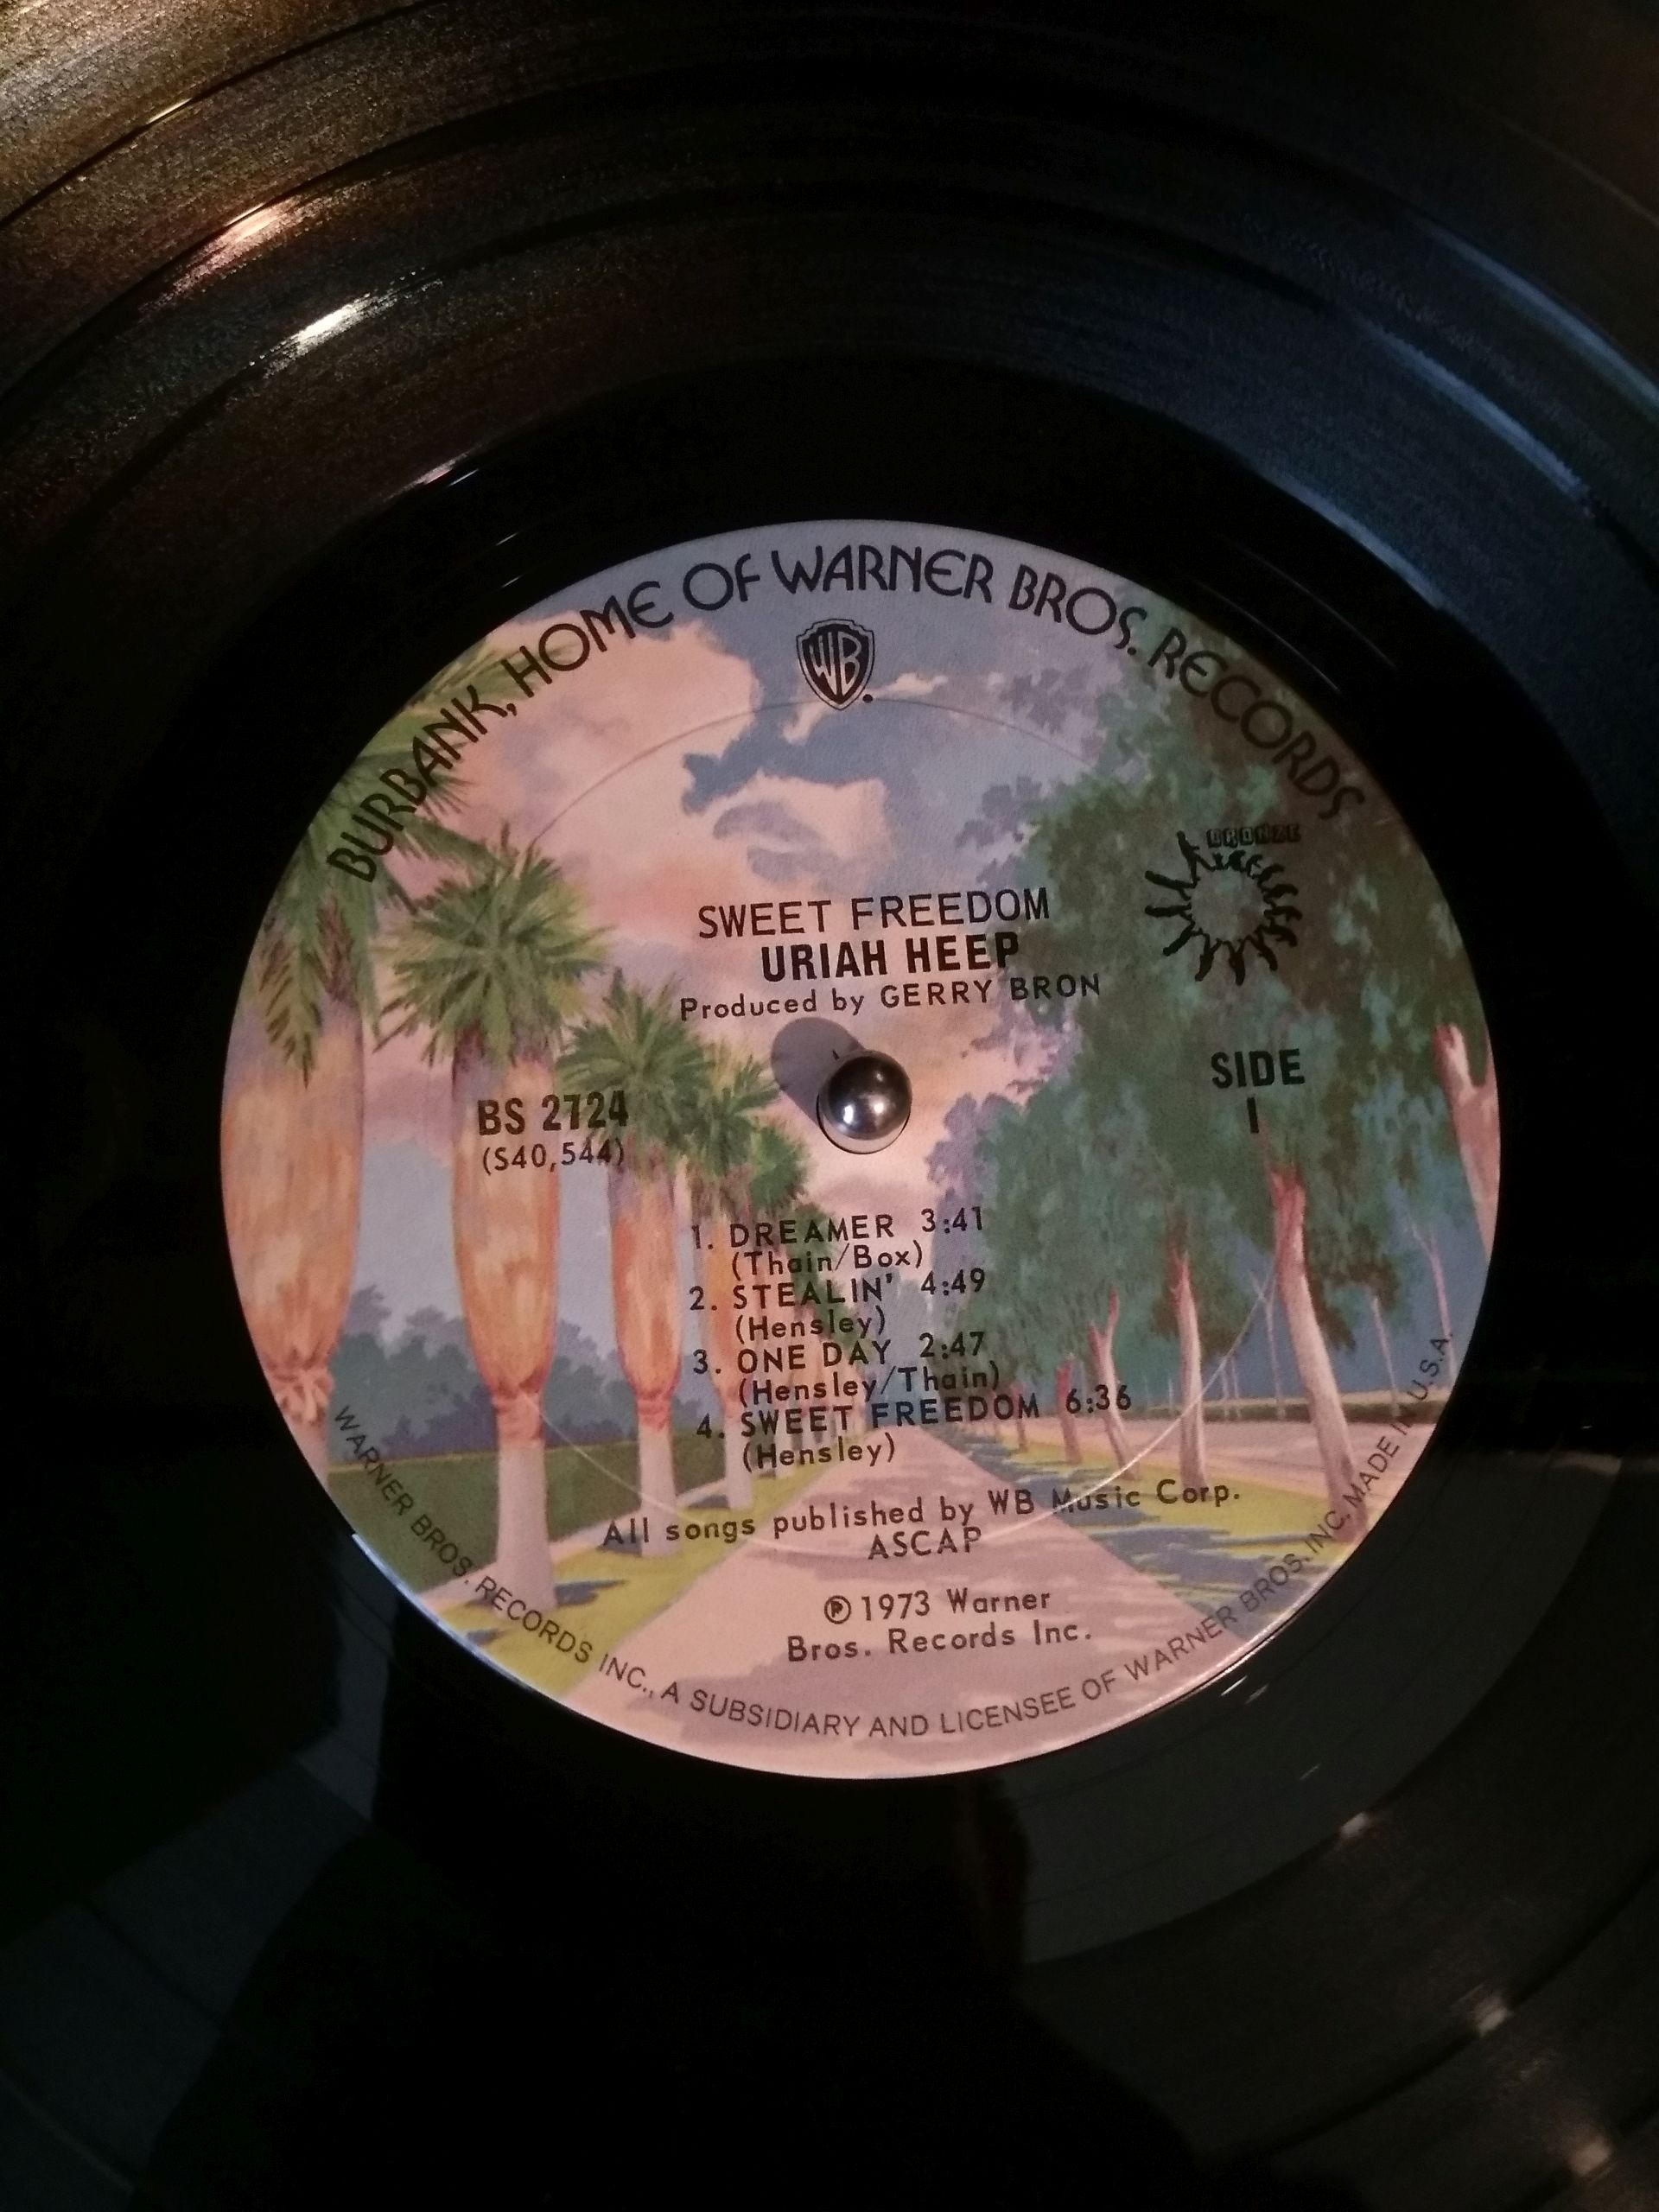 BURBANK, HOME OF WARNER BROS. RECORDS
WB
BRONZE
SWEET FREEDOM
URIAH HEEP
Produced by GERRY BRON
SIDE
1
BS 2724
(S40,544)
1. DREAMER 3:41
(Thain/Box)
2. STEALIN' 4:49
(Hensley)
3. ONE DAY 2:47
(Hensley/Thain)
4. SWEET FREEDOM 6:36
(Hensley)
All songs published by WB Music Corp.
ASCAP
℗1973 Warner
Bros. Records Inc.
WARNER BROS. RECORDS INC., A SUBSIDIARY AND LICENSEE OF WARNER BROS. INC. MADE IN U.S.A.